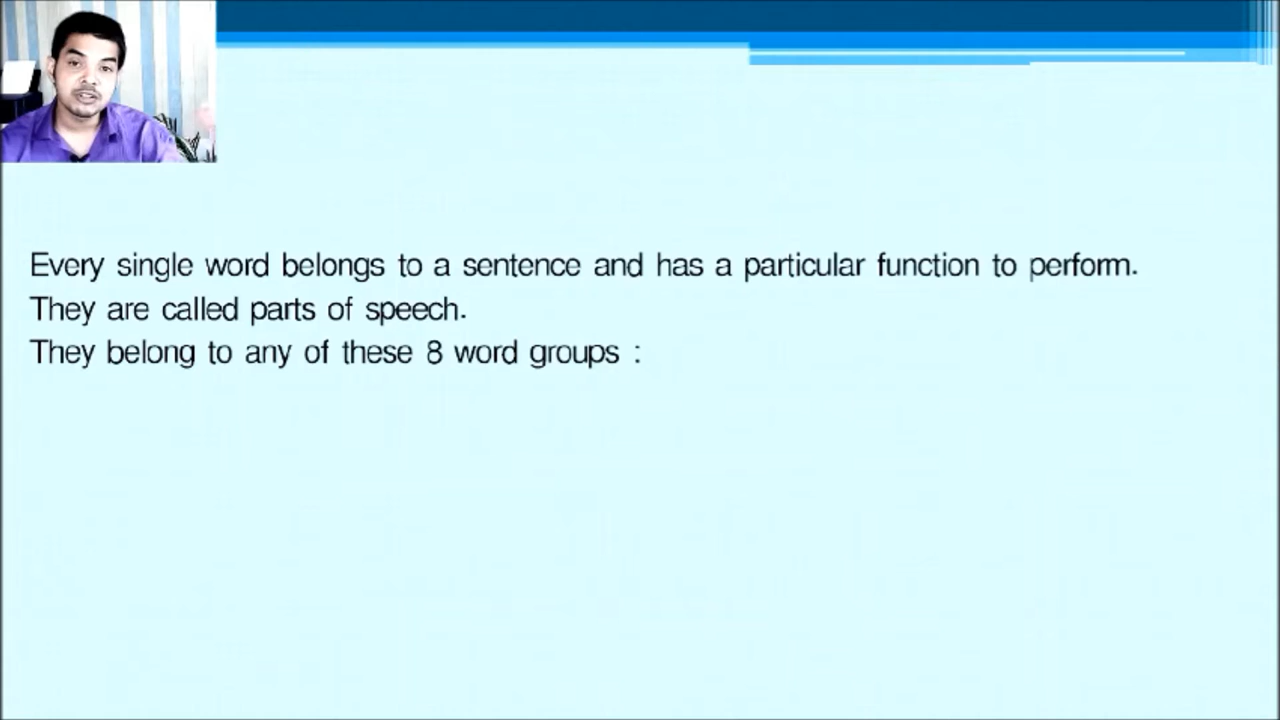 Every single word belongs to a sentence and has a particular function to perform.
They are called parts of speech.
They belong to any of these 8 word groups :